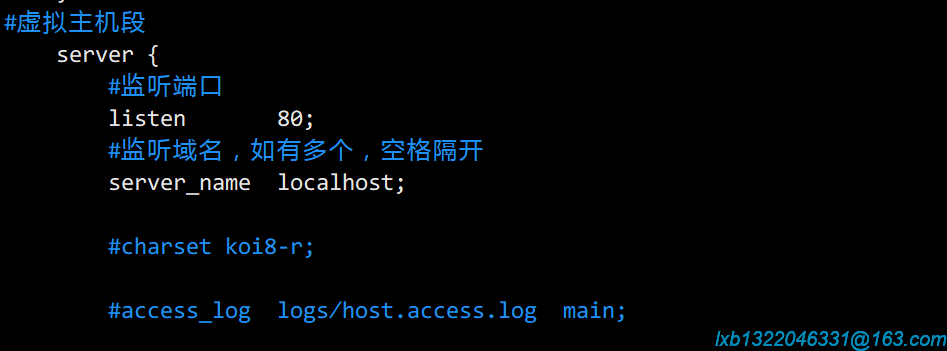 #虚拟主机段
server {
#监听端口
listen 80;
#监听域名，如有多个，空格隔开
server_name localhost;
#charset koi8-r;
#access_log logs/host.access.log main;
lxb1322046331@163.com